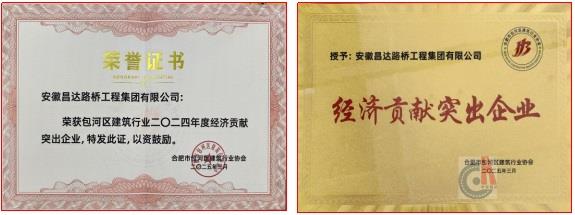 荣誉证书
安徽昌达路桥工程集团有限公司：
荣获包河区建筑行业二〇二四年度经济贡献
突出企业，特发此证，以资鼓励。
合肥市包河区建筑行业协会
二〇二五年三月
授予：安徽昌达路桥工程集团有限公司
经济贡献突出企业
合肥市包河区建筑行业协会
二〇二五年三月